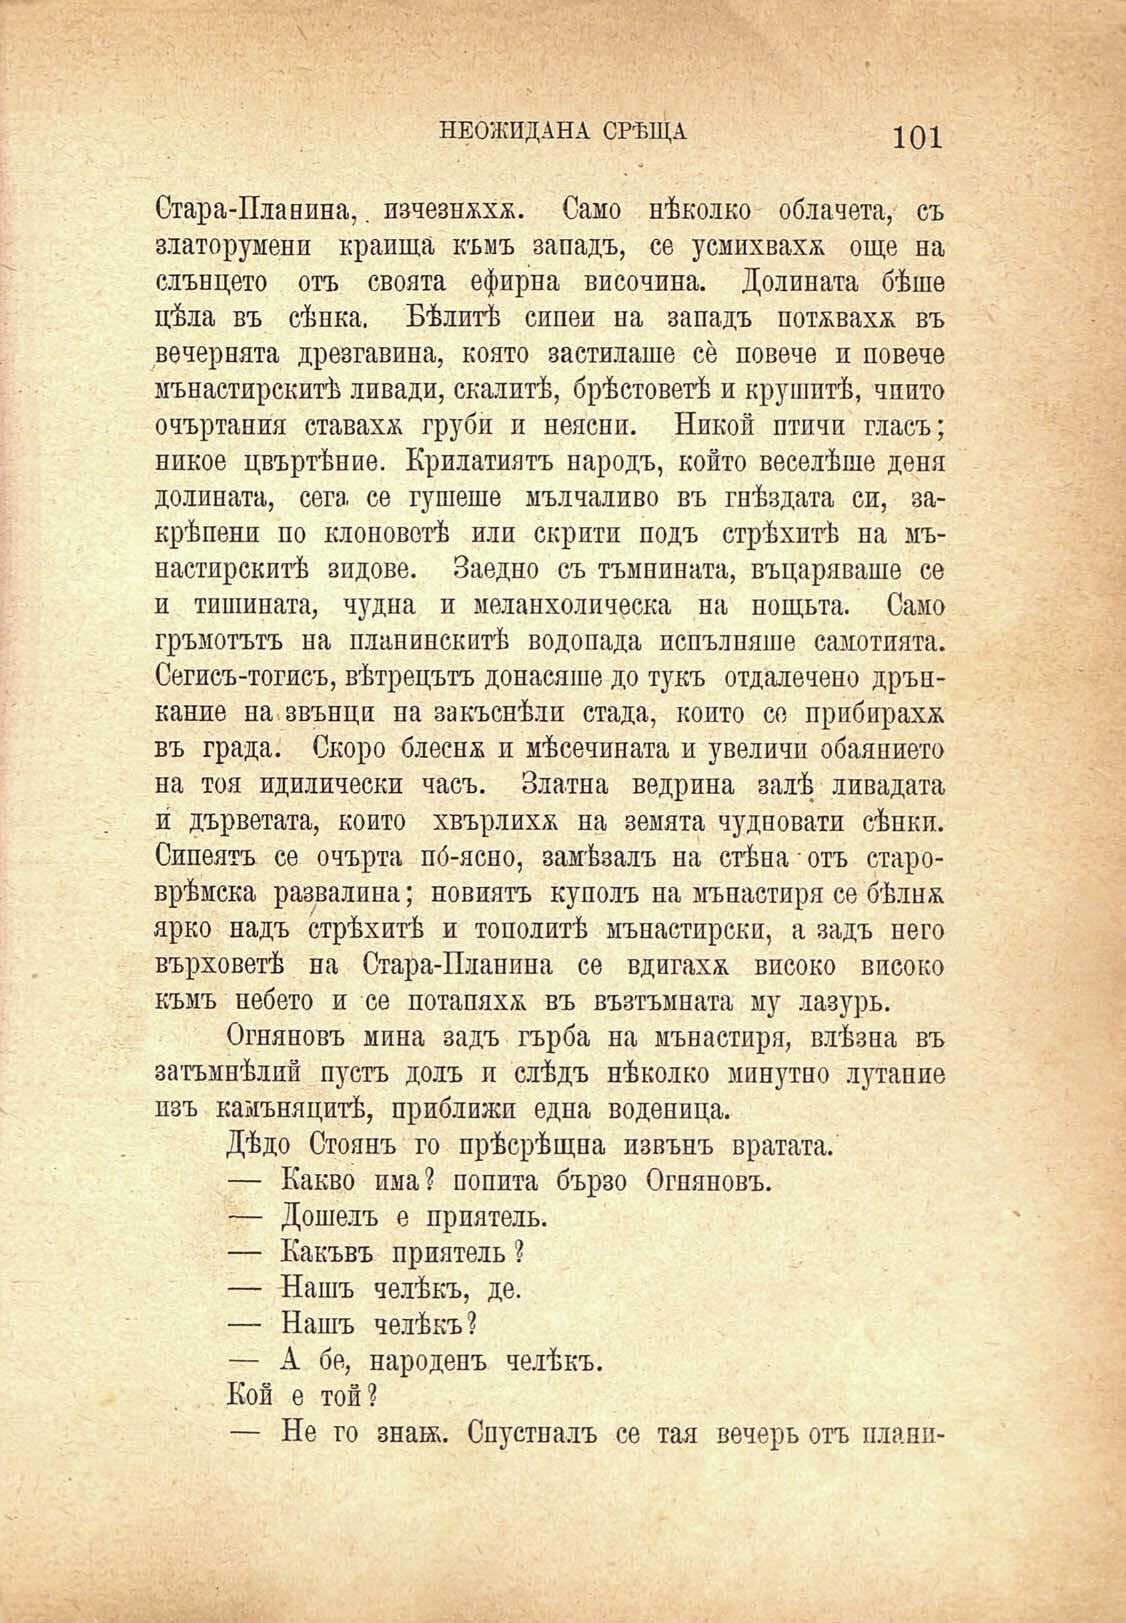 НЕОЖИДАНА СРѢЩА 101
Стара-Планина, изчезнѫхѫ. Само нѣколко облачета, съ
златорумени краища към западъ, се усмихвахѫ още на
слънцето отъ своята ефирна височина. Долината бѣше
цѣла въ сѣнка. Бѣлитѣ сипеи на западъ потѫвахѫ въ
вечернята дрезгавина, която застилаше сѐ повече и повече
мънастирскитѣ ливади, скалитѣ, брѣстоветѣ и крушитѣ, чиито
очъртания ставахѫ груби и неясни. Никой птичи гласъ;
никое цвъртѣние. Крилатиятъ народъ, който веселѣше деня
долината, сега се гушеше мълчаливо въ гнѣздата си, за-
крѣпени по клоноветѣ или скрити подъ стрѣхитѣ на мъ-
настирскитѣ зидове. Заедно съ тъмнината, въцаряваше се
и тишината, чудна и меланхолическа на нощьта. Само
гръмотътъ на планинскитѣ водопада испълняше самотията.
Сегисъ-тогисъ, вѣтрецътъ донасяше до тукъ отдалечено дрън-
кание на звънци на закъснѣли стада, които се прибирахѫ
въ града. Скоро блеснѫ и мѣсечината и увеличи обаянието
на тоя идилически часъ. Златна ведрина залѣ ливадата
и дърветата, които хвърлихѫ на земята чудновати сѣнки.
Сипеятъ се очърта пó-ясно, замѣзалъ на стѣна отъ старо-
врѣмска развалина; новиятъ куполъ на мънастиря се бѣлнѫ
ярко надъ стрѣхитѣ и тополитѣ мънастирски, а задъ него
върховетѣ на Стара-Планина се вдигахѫ високо високо
къмъ небето и се потапяхѫ въ възтъмната му лазурь.
Огняновъ мина задъ гърба на мънастиря, влѣзна въ
затъмнѣлий пустъ долъ и слѣдъ нѣколко минутно лутание
изъ камъняцитѣ, приближи една воденица.
Дѣдо Стоянъ го прѣсрѣщна извънъ вратата.
— Какво има? попита бързо Огняновъ.
— Дошелъ е приятель.
— Какъвъ приятель?
— Нашъ челѣкъ, де.
— Нашъ челѣкъ?
— А бе, народенъ челѣкъ.
Кой е той?
— Не го знаѭ. Спустналъ се тая вечерь отъ плани-